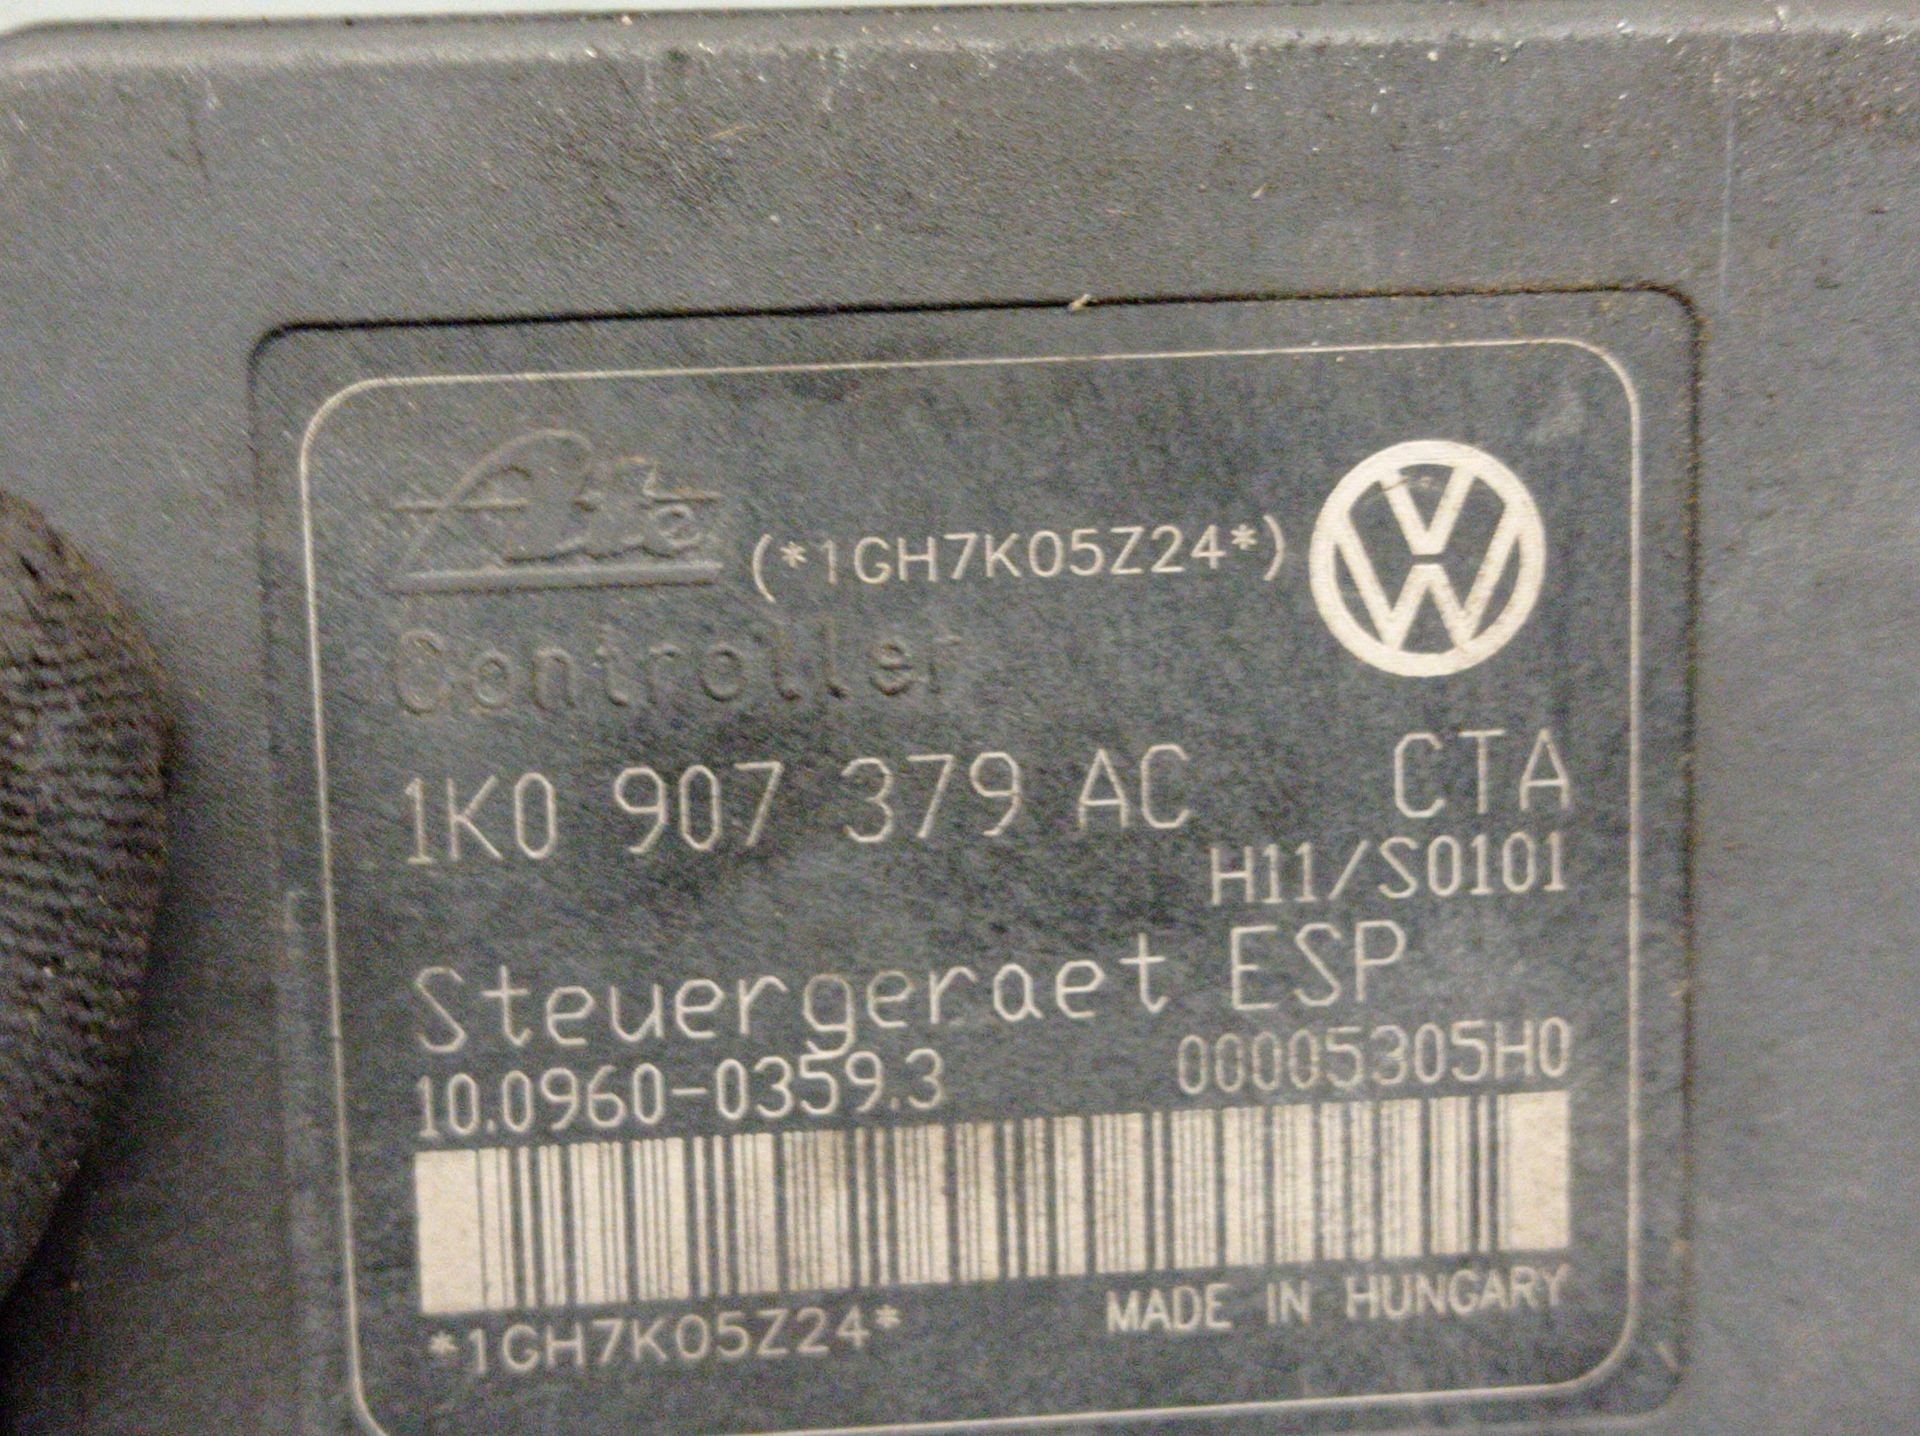 Ate (*1GH7K05Z24*)
Controller
1K0 907 379 AC CTA
H11/S0101
Steuergeraet ESP
10.0960-0359.3 00005305H0
*1GH7K05Z24* MADE IN HUNGARY